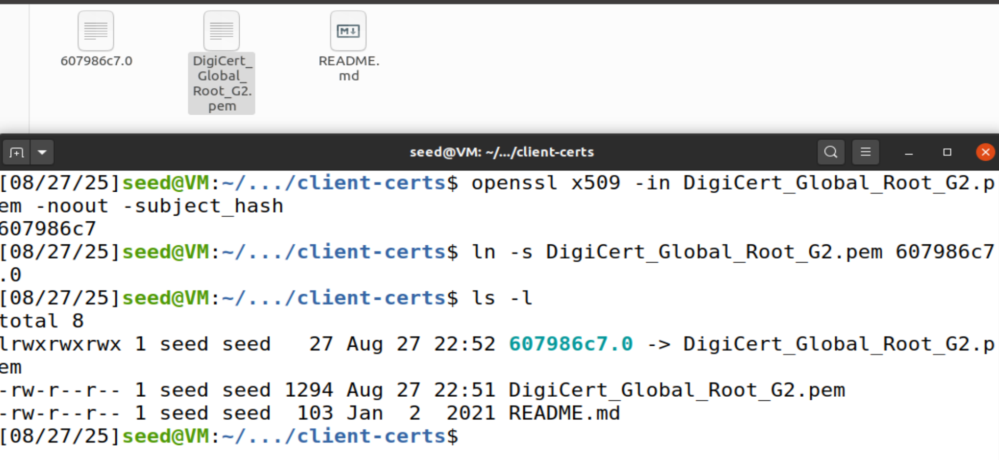 607986c7.0
DigiCert_
Global_
Root_G2.
pem
M↓
README.
md
seed@VM: ~/.../client-certs
[08/27/25]seed@VM:~/.../client-certs$ openssl x509 -in DigiCert_Global_Root_G2.p
em -noout -subject_hash
607986c7
[08/27/25]seed@VM:~/.../client-certs$ ln -s DigiCert_Global_Root_G2.pem 607986c7
.0
[08/27/25]seed@VM:~/.../client-certs$ ls -l
total 8
lrwxrwxrwx 1 seed seed   27 Aug 27 22:52 607986c7.0 -> DigiCert_Global_Root_G2.p
em
-rw-r--r-- 1 seed seed 1294 Aug 27 22:51 DigiCert_Global_Root_G2.pem
-rw-r--r-- 1 seed seed  103 Jan  2  2021 README.md
[08/27/25]seed@VM:~/.../client-certs$